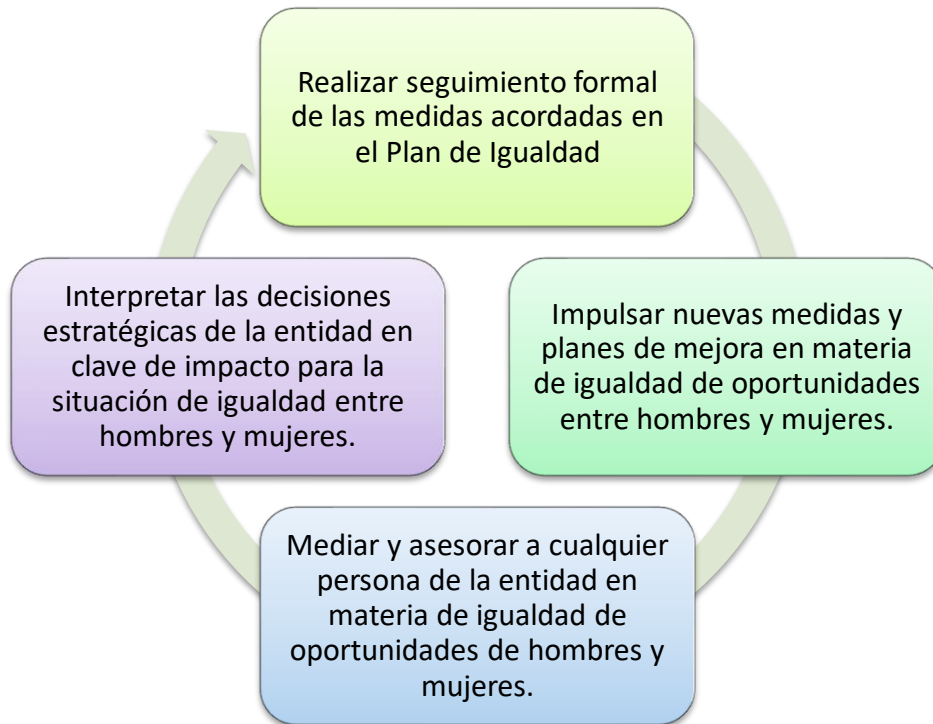 Realizar seguimiento formal
de las medidas acordadas en
el Plan de Igualdad
Impulsar nuevas medidas y
planes de mejora en materia
de igualdad de oportunidades
entre hombres y mujeres.
Mediar y asesorar a cualquier
persona de la entidad en
materia de igualdad de
oportunidades de hombres y
mujeres.
Interpretar las decisiones
estratégicas de la entidad en
clave de impacto para la
situación de igualdad entre
hombres y mujeres.